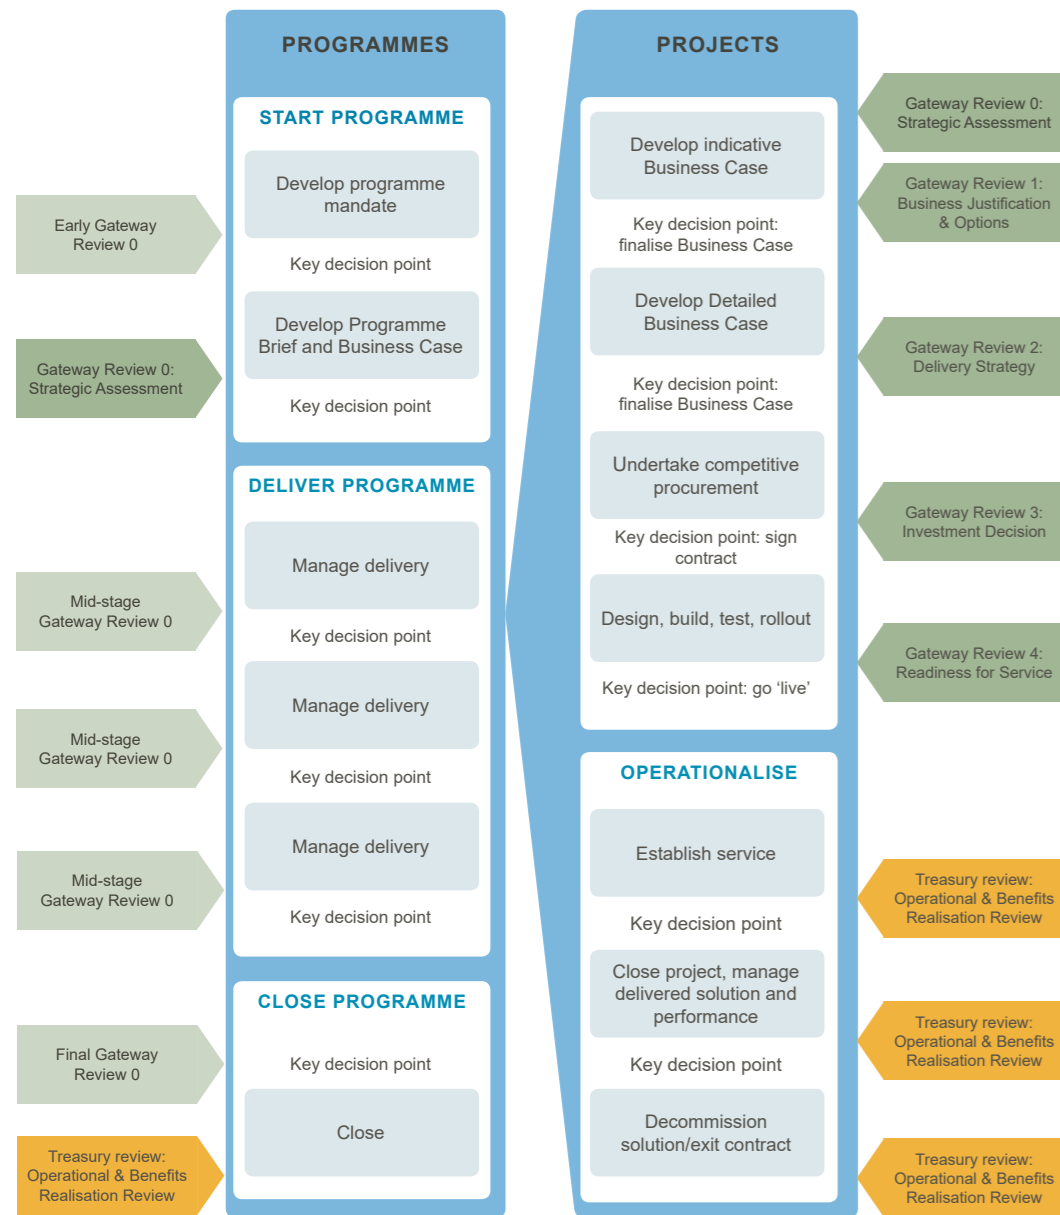 PROGRAMMES
START PROGRAMME
Develop programme
mandate
Key decision point
Develop Programme
Brief and Business Case
Key decision point
DELIVER PROGRAMME
Manage delivery
Key decision point
Manage delivery
Key decision point
Manage delivery
Key decision point
CLOSE PROGRAMME
Key decision point
Close
Early Gateway
Review 0
Gateway Review 0:
Strategic Assessment
Mid-stage
Gateway Review 0
Mid-stage
Gateway Review 0
Mid-stage
Gateway Review 0
Final Gateway
Review 0
Treasury review:
Operational & Benefits
Realisation Review
PROJECTS
Develop indicative
Business Case
Key decision point:
finalise Business Case
Develop Detailed
Business Case
Key decision point:
finalise Business Case
Undertake competitive
procurement
Key decision point: sign
contract
Design, build, test, rollout
Key decision point: go ‘live’
OPERATIONALISE
Establish service
Key decision point
Close project, manage
delivered solution and
performance
Key decision point
Decommission
solution/exit contract
Gateway Review 0:
Strategic Assessment
Gateway Review 1:
Business Justification
& Options
Gateway Review 2:
Delivery Strategy
Gateway Review 3:
Investment Decision
Gateway Review 4:
Readiness for Service
Treasury review:
Operational & Benefits
Realisation Review
Treasury review:
Operational & Benefits
Realisation Review
Treasury review:
Operational & Benefits
Realisation Review